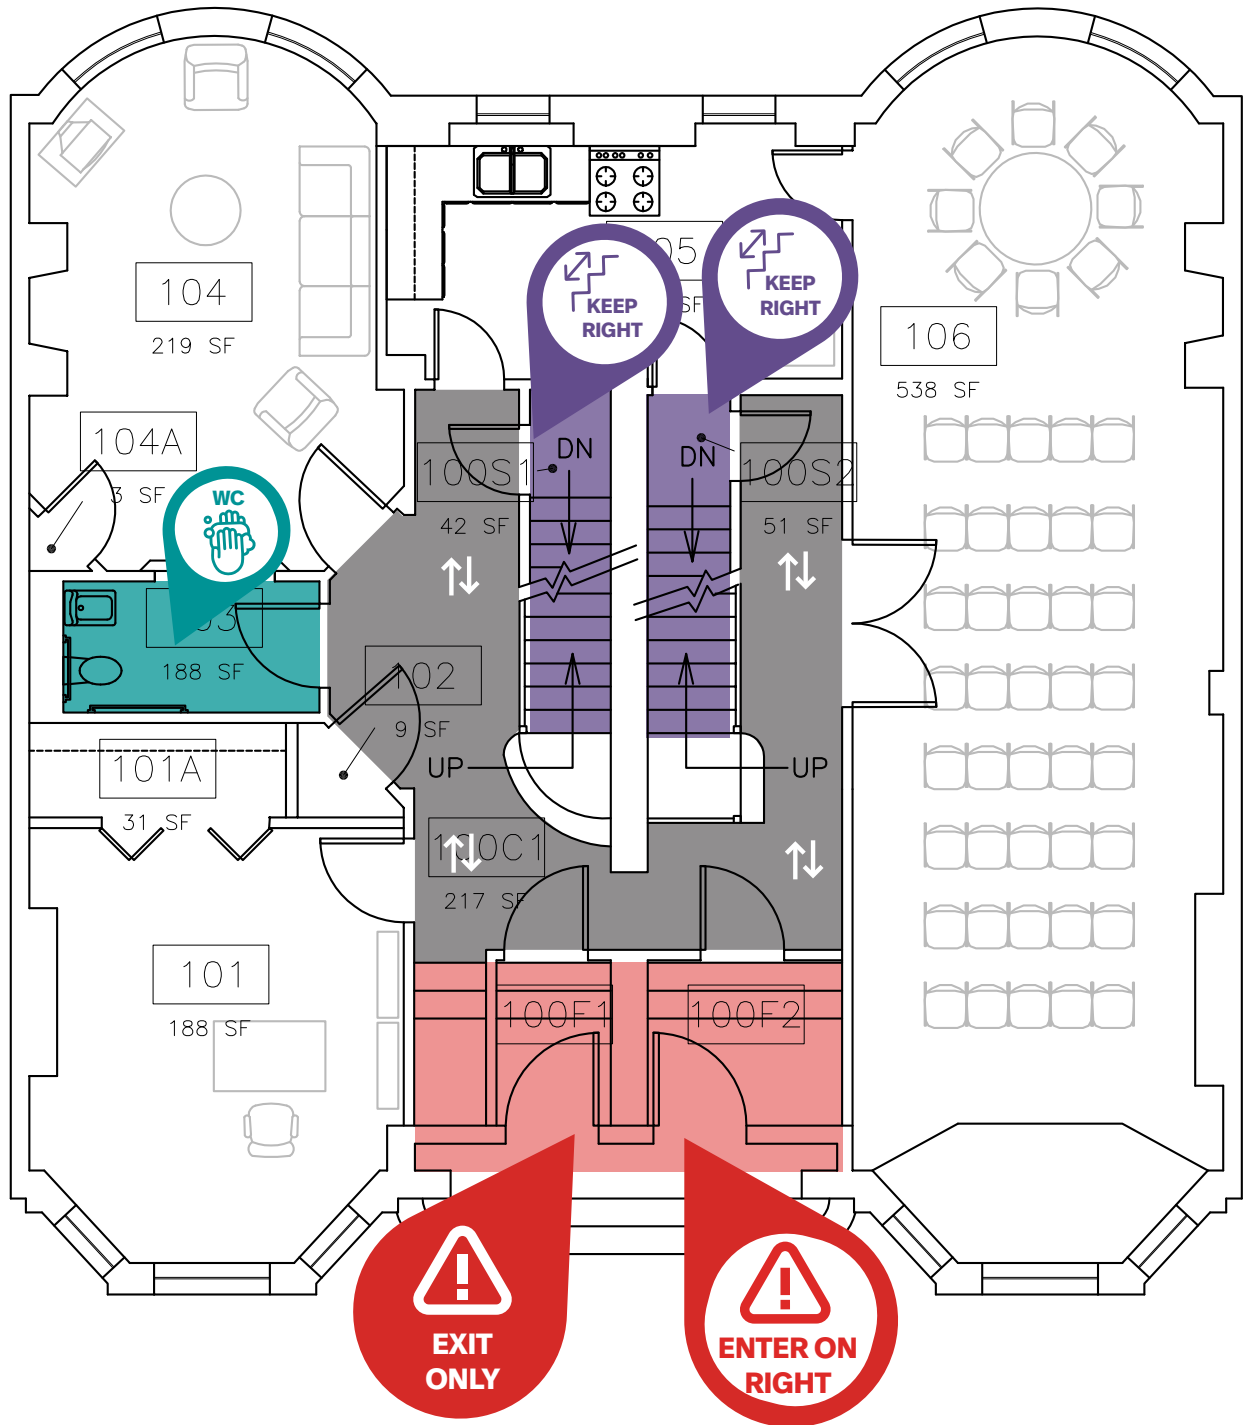 104
219 SF
KEEP
RIGHT
KEEP
RIGHT
SF
106
538 SF
104A
3 SF
DN
DN
100S1
100S2
42 SF
51 SF
WC
188 SF
102
9 SF
UP
UP
101A
31 SF
100C1
217 SF
101
188 SF
100F1
100F2
EXIT
ONLY
ENTER ON
RIGHT